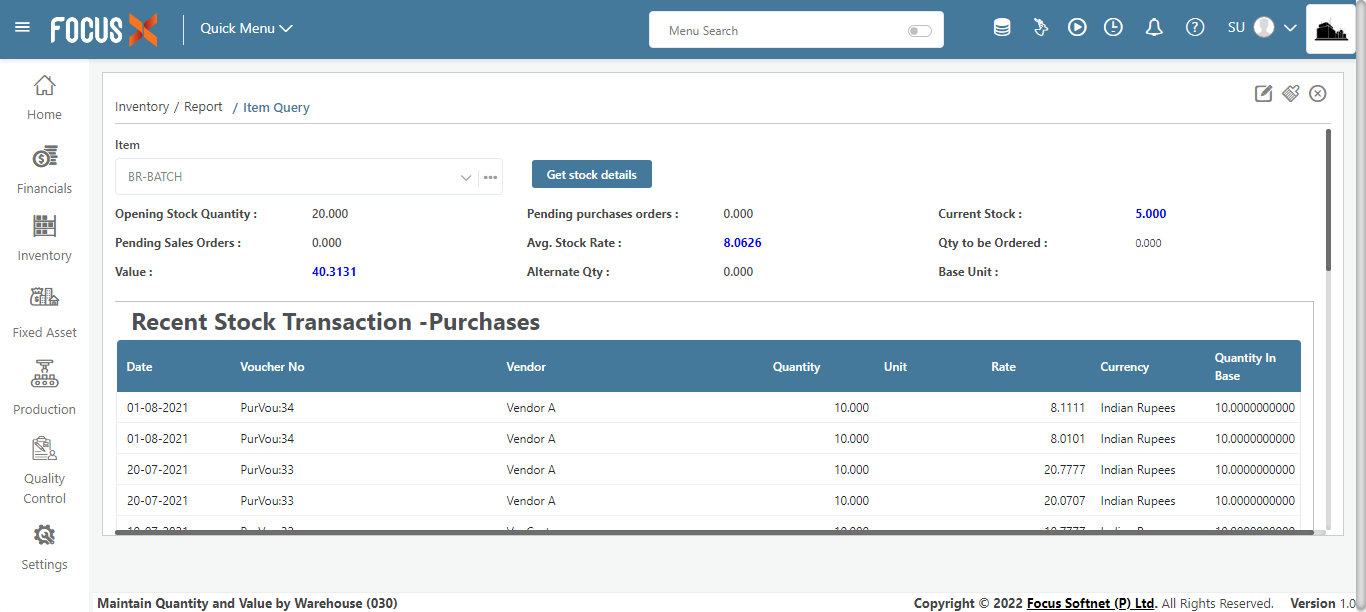 FOCUS X
Quick Menu
Menu Search
SU
Home
Financials
Inventory
Fixed Asset
Production
Quality
Control
Settings
Inventory / Report / Item Query
Item
BR-BATCH
Get stock details
Opening Stock Quantity : 20.000 Pending purchases orders : 0.000 Current Stock : 5.000
Pending Sales Orders : 0.000 Avg. Stock Rate : 8.0626 Qty to be Ordered : 0.000
Value : 40.3131 Alternate Qty : 0.000 Base Unit :
Recent Stock Transaction -Purchases
Date Voucher No Vendor Quantity Unit Rate Currency Quantity In Base
01-08-2021 PurVou:34 Vendor A 10.000 8.1111 Indian Rupees 10.0000000000
01-08-2021 PurVou:34 Vendor A 10.000 8.0101 Indian Rupees 10.0000000000
20-07-2021 PurVou:33 Vendor A 10.000 20.7777 Indian Rupees 10.0000000000
20-07-2021 PurVou:33 Vendor A 10.000 20.0707 Indian Rupees 10.0000000000
Maintain Quantity and Value by Warehouse (030)
Copyright © 2022 Focus Softnet (P) Ltd. All Rights Reserved. Version 1.0